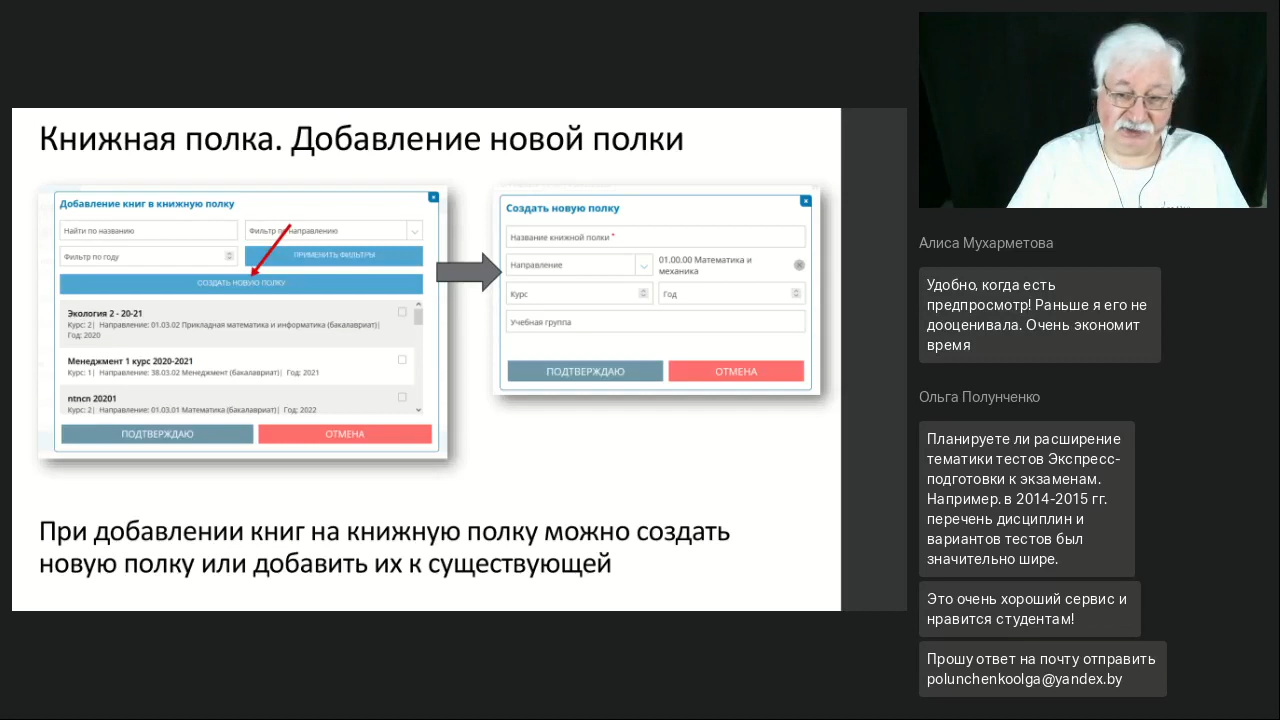 Книжная полка. Добавление новой полки
Добавление книг в книжную полку
Найти по названию
Фильтр по направлению
Фильтр по году
ПРИМЕНИТЬ ФИЛЬТРЫ
СОЗДАТЬ НОВУЮ ПОЛКУ
Экология 2 - 20-21
Курс: 2| Направление: 01.03.02 Прикладная математика и информатика (бакалавриат)|
Год: 2020
Менеджмент 1 курс 2020-2021
Курс: 1| Направление: 38.03.02 Менеджмент (бакалавриат)| Год: 2021
ntncn 20201
Курс: 2| Направление: 01.03.01 Математика (бакалавриат)| Год: 2022
ПОДТВЕРЖДАЮ
ОТМЕНА
Создать новую полку
Название книжной полки *
Направление
01.00.00 Математика и
механика
Курс
Год
Учебная группа
ПОДТВЕРЖДАЮ
ОТМЕНА
При добавлении книг на книжную полку можно создать
новую полку или добавить их к существующей
Алиса Мухарметова
Удобно, когда есть
предпросмотр! Раньше я его не
дооценивала. Очень экономит
время
Ольга Полунченко
Планируете ли расширение
тематики тестов Экспресс-
подготовки к экзаменам.
Например. в 2014-2015 гг.
перечень дисциплин и
вариантов тестов был
значительно шире.
Это очень хороший сервис и
нравится студентам!
Прошу ответ на почту отправить
polunchenkoolga@yandex.by